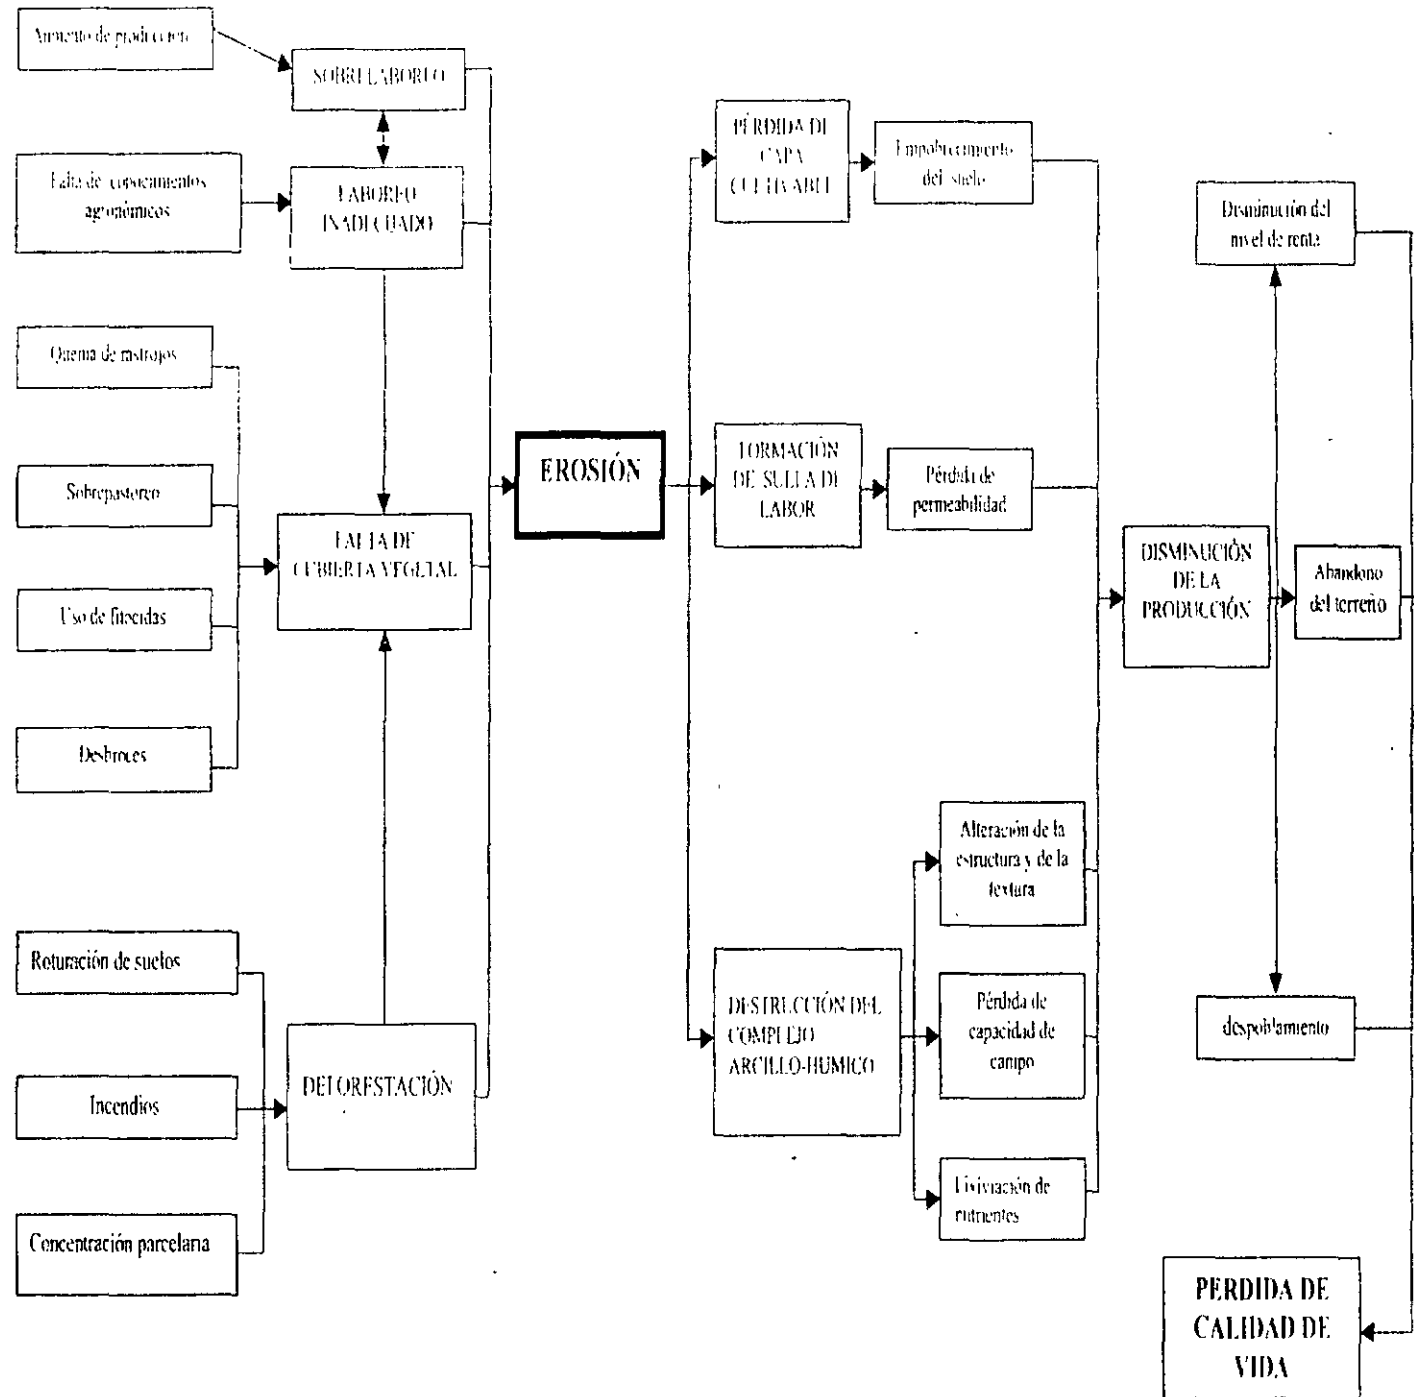 Aumento de producción
SOBRELABOREO
Falta de conocimientos
agronómicos
LABOREO
INADECUADO
Quema de rastrojos
Sobrepastoreo
Uso de fitocidas
Desbroces
FALTA DE
CUBIERTA VEGETAL
Roturación de suelos
Incendios
Concentración parcelaria
DEFORESTACIÓN
EROSIÓN
PÉRDIDA DE
CAPA
CULTIVABLE
Empobrecimiento
del suelo
FORMACIÓN
DE SUELA DE
LABOR
Pérdida de
permeabilidad
DESTRUCCIÓN DEL
COMPLEJO
ARCILLO-HUMICO
Alteración de la
estructura y de la
textura
Pérdida de
capacidad de
campo
Lixiviación de
nutrientes
DISMINUCIÓN
DE LA
PRODUCCIÓN
Disminución del
nivel de renta
Abandono
del terreño
despoblamiento
PERDIDA DE
CALIDAD DE
VIDA